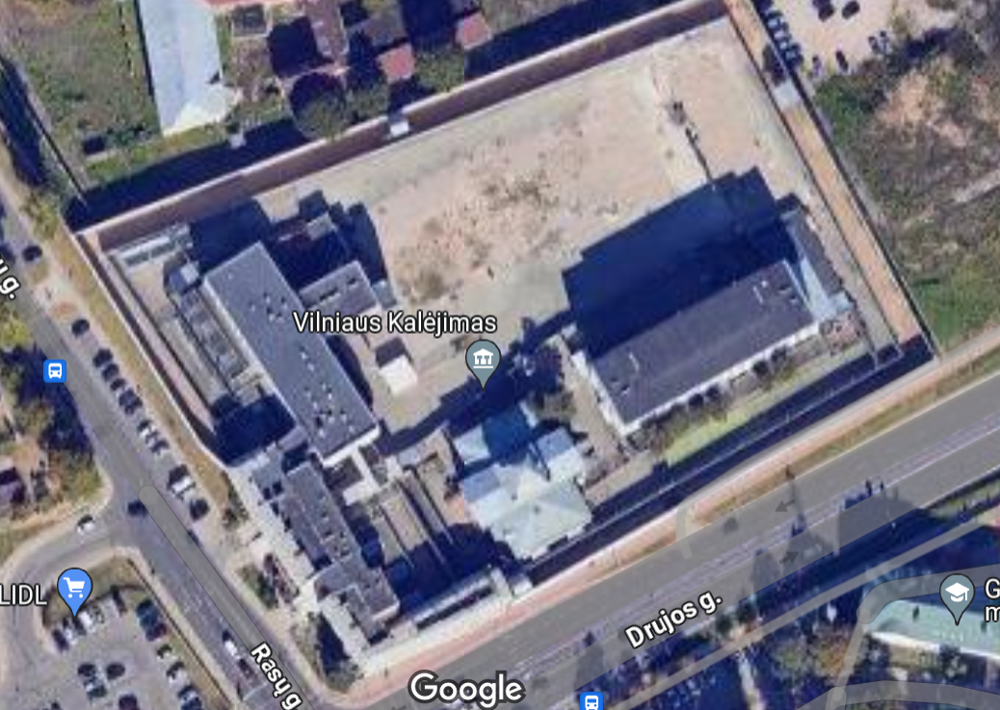 ų g.
Vilniaus Kalėjimas
LIDL
G
m
Drujos g.
Rasų g
Google